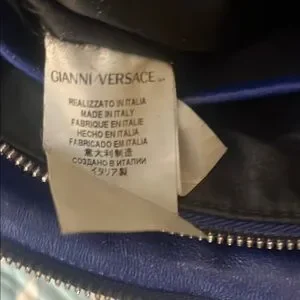 GIANNI VERSACE
REALIZZATO IN ITALIA
MADE IN ITALY
FABRIQUE EN ITALIE
HECHO EN ITALIA
FABRICADO EM ITALIA
意大利制造
СОЗДАНО В ИТАЛИИ
イタリア製